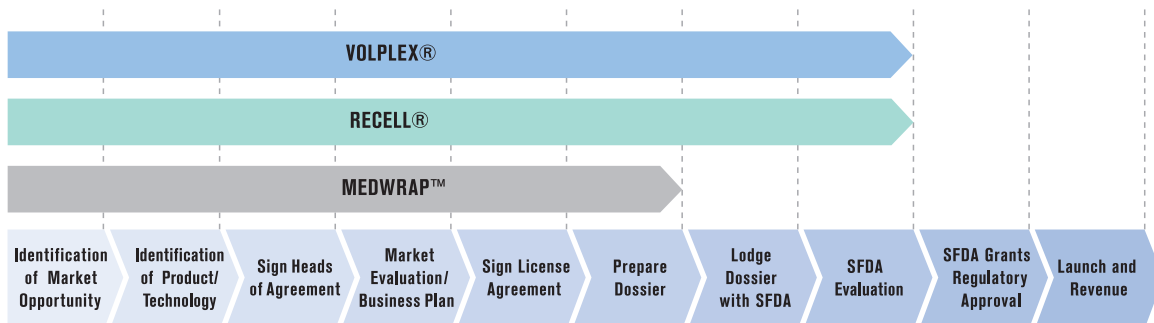 VOLPLEX®
RECELL®
MEDWRAP™
Identification
of Market
Opportunity
Identification
of Product/
Technology
Sign Heads
of Agreement
Market
Evaluation/
Business Plan
Sign License
Agreement
Prepare
Dossier
Lodge
Dossier
with SFDA
SFDA
Evaluation
SFDA Grants
Regulatory
Approval
Launch and
Revenue